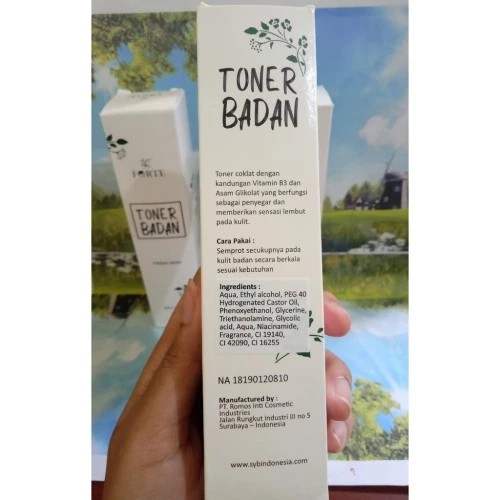 TONER
BADAN
Toner coklat dengan
kandungan Vitamin B3 dan
Asam Glikolat yang berfungsi
sebagai penyegar dan
memberikan sensasi lembut
pada kulit.
Cara Pakai :
Semprot secukupnya pada
kulit badan secara berkala
sesuai kebutuhan
Ingredients :
Aqua, Ethyl alcohol, PEG 40
Hydrogenated Castor Oil,
Phenoxyethanol, Glycerine,
Triethanolamine, Glycolic
acid, Aqua, Niacinamide,
Fragrance, CI 19140,
CI 42090, CI 16255
NA 18190120810
Manufactured by :
PT. Romos Inti Cosmetic
Industries
Jalan Rungkut Industri III no 5
Surabaya – Indonesia
www.sybindonesia.com
FORTE
TONER
BADAN